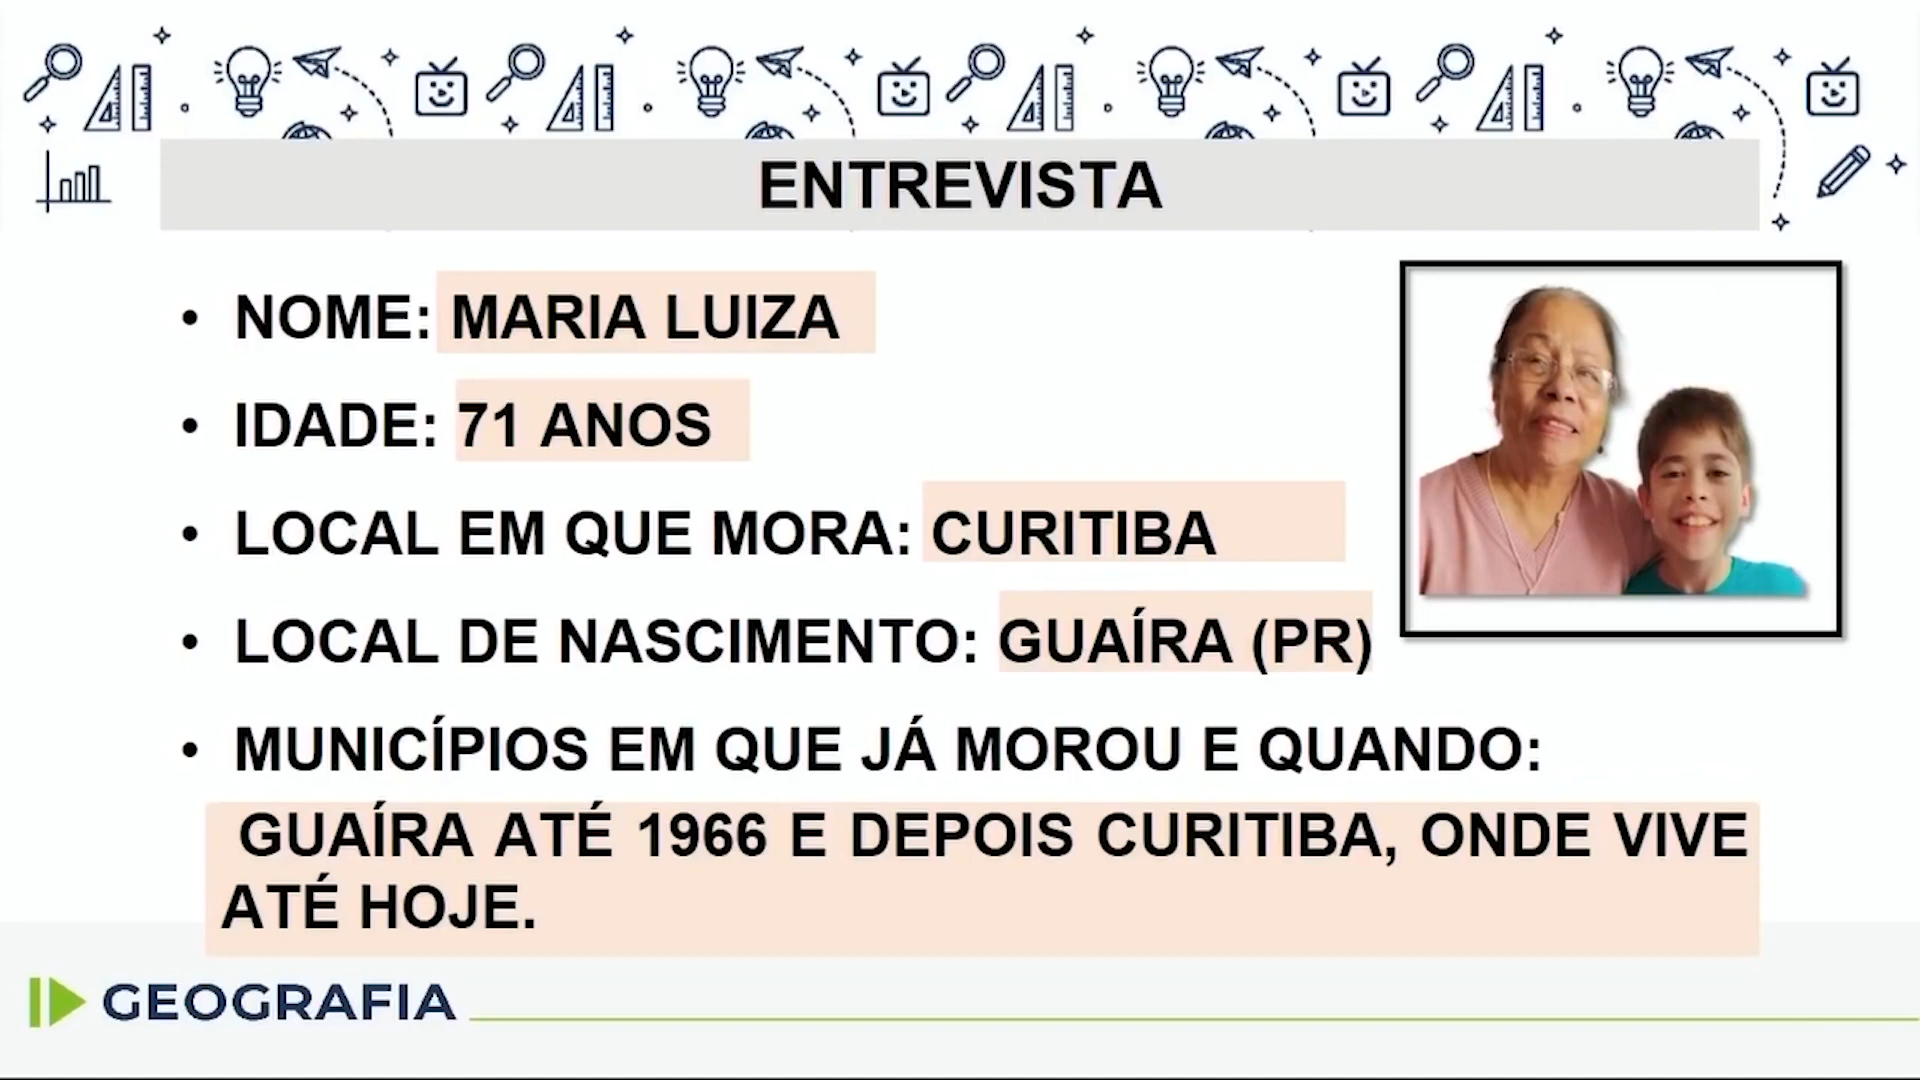 ENTREVISTA
• NOME: MARIA LUIZA
• IDADE: 71 ANOS
• LOCAL EM QUE MORA: CURITIBA
• LOCAL DE NASCIMENTO: GUAÍRA (PR)
• MUNICÍPIOS EM QUE JÁ MOROU E QUANDO:
GUAÍRA ATÉ 1966 E DEPOIS CURITIBA, ONDE VIVE
ATÉ HOJE.
GEOGRAFIA